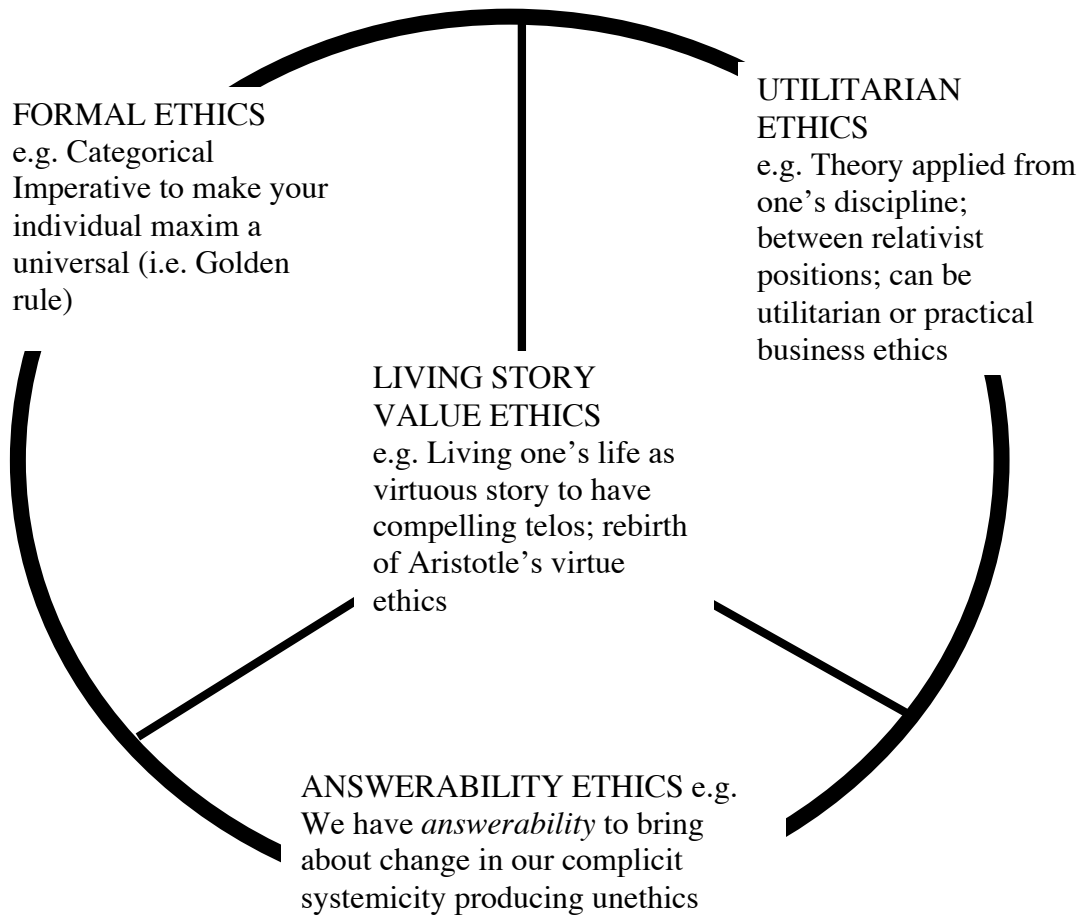 FORMAL ETHICS
e.g. Categorical
Imperative to make your
individual maxim a
universal (i.e. Golden
rule)
UTILITARIAN
ETHICS
e.g. Theory applied from
one’s discipline;
between relativist
positions; can be
utilitarian or practical
business ethics
LIVING STORY
VALUE ETHICS
e.g. Living one’s life as
virtuous story to have
compelling telos; rebirth
of Aristotle’s virtue
ethics
ANSWERABILITY ETHICS e.g.
We have answerability to bring
about change in our complicit
systemicity producing unethics